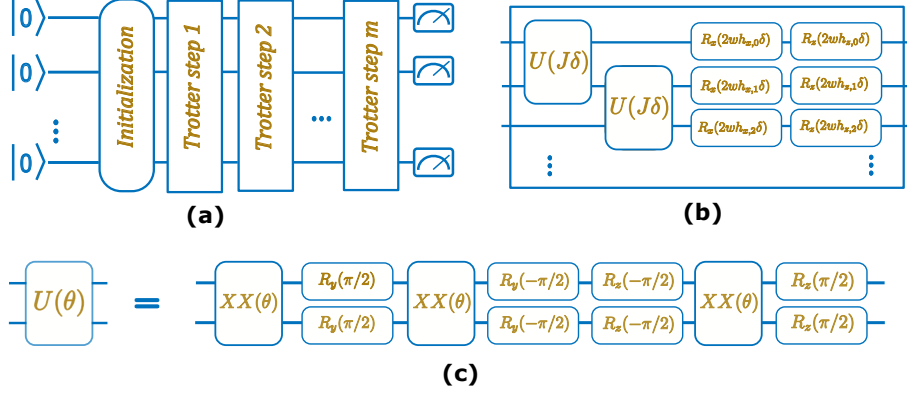 |0⟩
|0⟩
|0⟩
Initialization
Trotter step 1
Trotter step 2
...
Trotter step m
(a)
U(Jδ)
U(Jδ)
R_x(2wh_{x,0}δ) R_z(2wh_{z,0}δ)
R_x(2wh_{x,1}δ) R_z(2wh_{z,1}δ)
R_x(2wh_{x,2}δ) R_z(2wh_{z,2}δ)
(b)
U(θ) = XX(θ) R_y(π/2) XX(θ) R_y(−π/2) R_z(−π/2) XX(θ) R_z(π/2)
R_y(π/2) R_y(−π/2) R_z(−π/2) R_z(π/2)
(c)